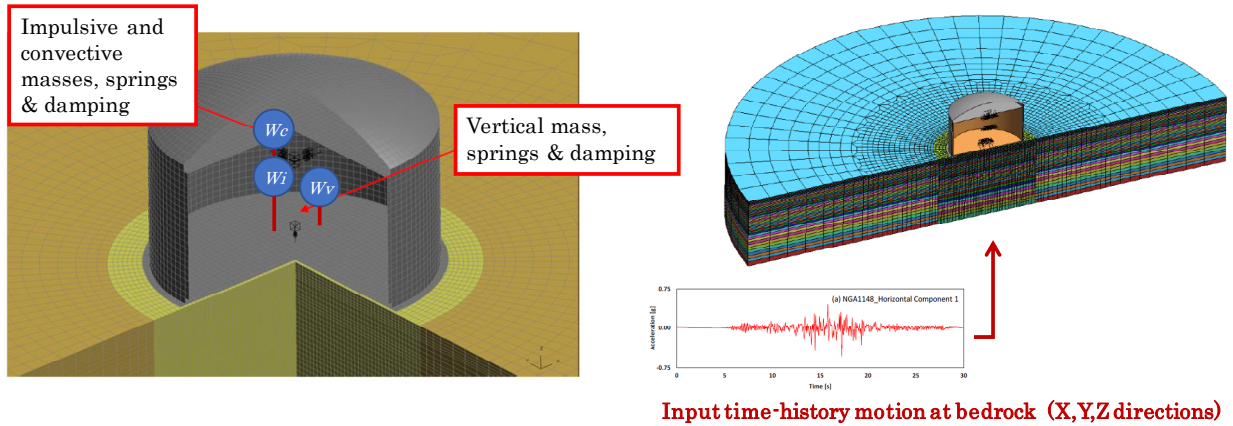 Impulsive and
convective
masses, springs
& damping
Wc
Wi
Wv
Vertical mass,
springs & damping
Z
0.75
0.00
-0.75
Acceleration [g]
(a) NGA1148_Horizontal Component 1
0
5
10
15
20
25
30
Time [s]
Input time-history motion at bedrock (X,Y,Z directions)